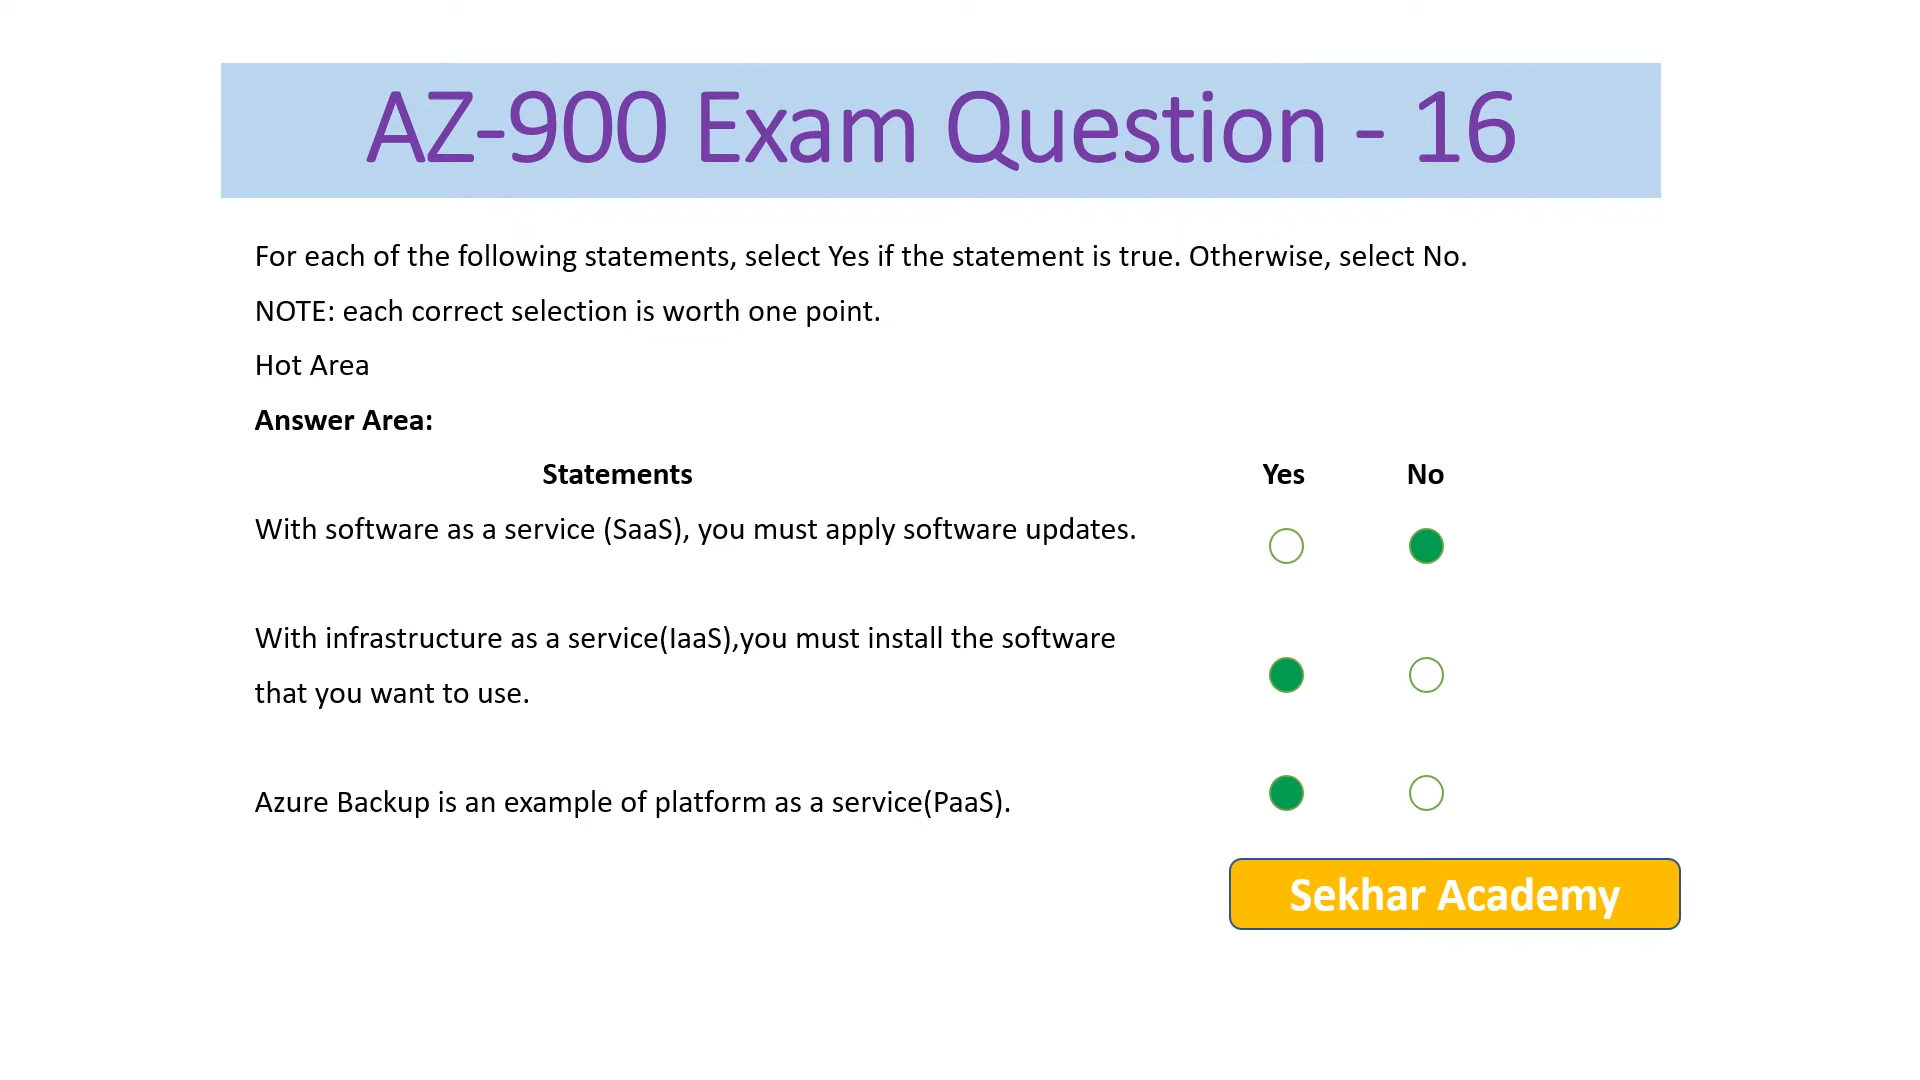 AZ-900 Exam Question - 16
For each of the following statements, select Yes if the statement is true. Otherwise, select No.
NOTE: each correct selection is worth one point.
Hot Area
Answer Area:
Statements Yes No
With software as a service (SaaS), you must apply software updates.
With infrastructure as a service(IaaS),you must install the software
that you want to use.
Azure Backup is an example of platform as a service(PaaS).
Sekhar Academy